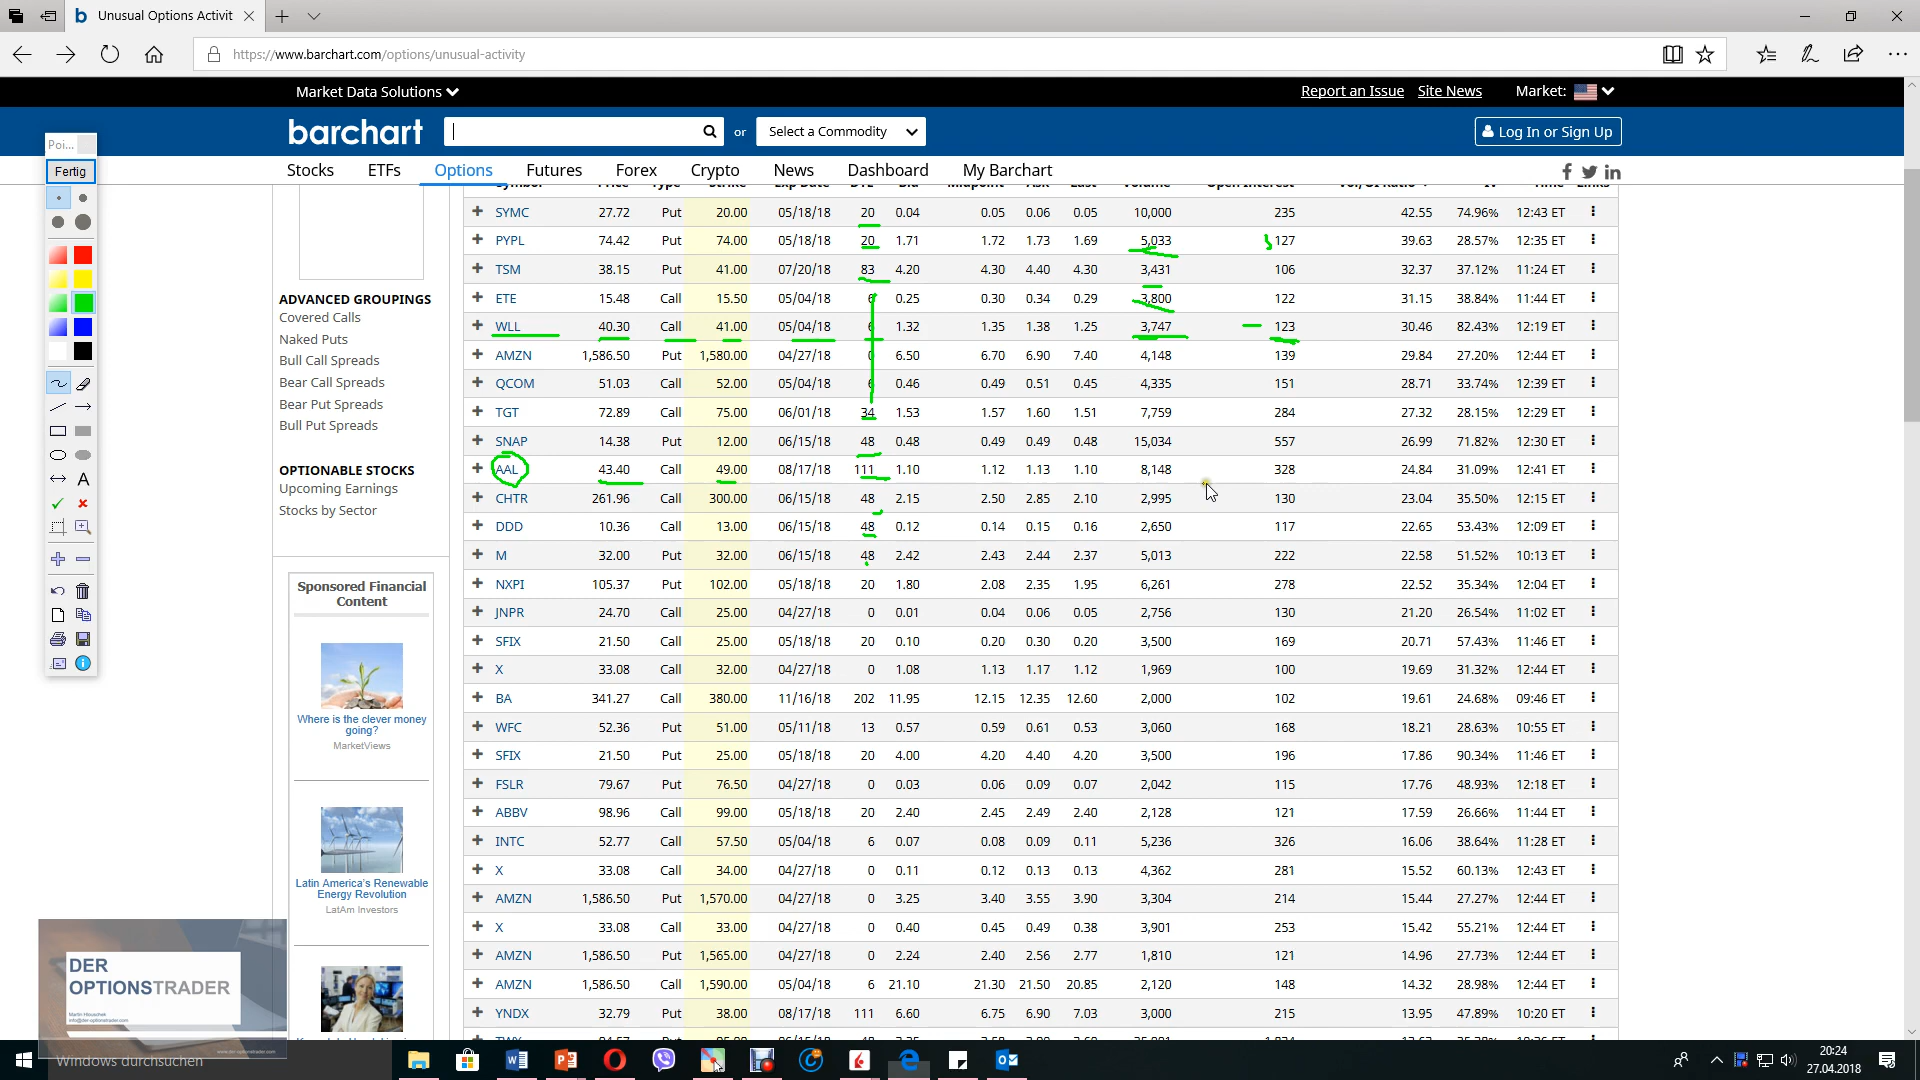 Unusual Options Activit
https://www.barchart.com/options/unusual-activity
Market Data Solutions
Report an Issue Site News Market:
barchart or Select a Commodity Log In or Sign Up
Stocks ETFs Options Futures Forex Crypto News Dashboard My Barchart
Poi...
Fertig
A
ADVANCED GROUPINGS
Covered Calls
Naked Puts
Bull Call Spreads
Bear Call Spreads
Bear Put Spreads
Bull Put Spreads
OPTIONABLE STOCKS
Upcoming Earnings
Stocks by Sector
Sponsored Financial
Content
Where is the clever money
going?
MarketViews
Latin America's Renewable
Energy Revolution
LatAm Investors
Symbol Price Type Strike Exp Date DTE Bid Midpoint Ask Last Volume Open Interest Vol/OI Ratio IV Time Links
SYMC 27.72 Put 20.00 05/18/18 20 0.04 0.05 0.06 0.05 10,000 235 42.55 74.96% 12:43 ET
PYPL 74.42 Put 74.00 05/18/18 20 1.71 1.72 1.73 1.69 5,033 127 39.63 28.57% 12:35 ET
TSM 38.15 Put 41.00 07/20/18 83 4.20 4.30 4.40 4.30 3,431 106 32.37 37.12% 11:24 ET
ETE 15.48 Call 15.50 05/04/18 6 0.25 0.30 0.34 0.29 3,800 122 31.15 38.84% 11:44 ET
WLL 40.30 Call 41.00 05/04/18 6 1.32 1.35 1.38 1.25 3,747 123 30.46 82.43% 12:19 ET
AMZN 1,586.50 Put 1,580.00 04/27/18 0 6.50 6.70 6.90 7.40 4,148 139 29.84 27.20% 12:44 ET
QCOM 51.03 Call 52.00 05/04/18 6 0.46 0.49 0.51 0.45 4,335 151 28.71 33.74% 12:39 ET
TGT 72.89 Call 75.00 06/01/18 34 1.53 1.57 1.60 1.51 7,759 284 27.32 28.15% 12:29 ET
SNAP 14.38 Put 12.00 06/15/18 48 0.48 0.49 0.49 0.48 15,034 557 26.99 71.82% 12:30 ET
AAL 43.40 Call 49.00 08/17/18 111 1.10 1.12 1.13 1.10 8,148 328 24.84 31.09% 12:41 ET
CHTR 261.96 Call 300.00 06/15/18 48 2.15 2.50 2.85 2.10 2,995 130 23.04 35.50% 12:15 ET
DDD 10.36 Call 13.00 06/15/18 48 0.12 0.14 0.15 0.16 2,650 117 22.65 53.43% 12:09 ET
M 32.00 Put 32.00 06/15/18 48 2.42 2.43 2.44 2.37 5,013 222 22.58 51.52% 10:13 ET
NXPI 105.37 Put 102.00 05/18/18 20 1.80 2.08 2.35 1.95 6,261 278 22.52 35.34% 12:04 ET
JNPR 24.70 Call 25.00 04/27/18 0 0.01 0.04 0.06 0.05 2,756 130 21.20 26.54% 11:02 ET
SFIX 21.50 Call 25.00 05/18/18 20 0.10 0.20 0.30 0.20 3,500 169 20.71 57.43% 11:46 ET
X 33.08 Call 32.00 04/27/18 0 1.08 1.13 1.17 1.12 1,969 100 19.69 31.32% 12:44 ET
BA 341.27 Call 380.00 11/16/18 202 11.95 12.15 12.35 12.60 2,000 102 19.61 24.68% 09:46 ET
WFC 52.36 Put 51.00 05/11/18 13 0.57 0.59 0.61 0.53 3,060 168 18.21 28.63% 10:55 ET
SFIX 21.50 Put 25.00 05/18/18 20 4.00 4.20 4.40 4.20 3,500 196 17.86 90.34% 11:46 ET
FSLR 79.67 Put 76.50 04/27/18 0 0.03 0.06 0.09 0.07 2,042 115 17.76 48.93% 12:18 ET
ABBV 98.96 Call 99.00 05/18/18 20 2.40 2.45 2.49 2.40 2,128 121 17.59 26.66% 11:44 ET
INTC 52.77 Call 57.50 05/04/18 6 0.07 0.08 0.09 0.11 5,236 326 16.06 38.64% 11:28 ET
X 33.08 Call 34.00 04/27/18 0 0.11 0.12 0.13 0.13 4,362 281 15.52 60.13% 12:43 ET
AMZN 1,586.50 Put 1,570.00 04/27/18 0 3.25 3.40 3.55 3.90 3,304 214 15.44 27.27% 12:44 ET
X 33.08 Call 33.00 04/27/18 0 0.40 0.45 0.49 0.38 3,901 253 15.42 55.21% 12:43 ET
AMZN 1,586.50 Put 1,565.00 04/27/18 0 2.24 2.40 2.56 2.77 1,810 121 14.96 27.73% 12:44 ET
AMZN 1,586.50 Call 1,590.00 05/04/18 6 21.10 21.30 21.50 20.85 2,120 148 14.32 28.98% 12:44 ET
YNDX 32.79 Put 38.00 08/17/18 111 6.60 6.75 6.90 7.03 3,000 215 13.95 47.89% 10:20 ET
DER
OPTIONSTRADER
Windows durchsuchen
20:24
27.04.2018